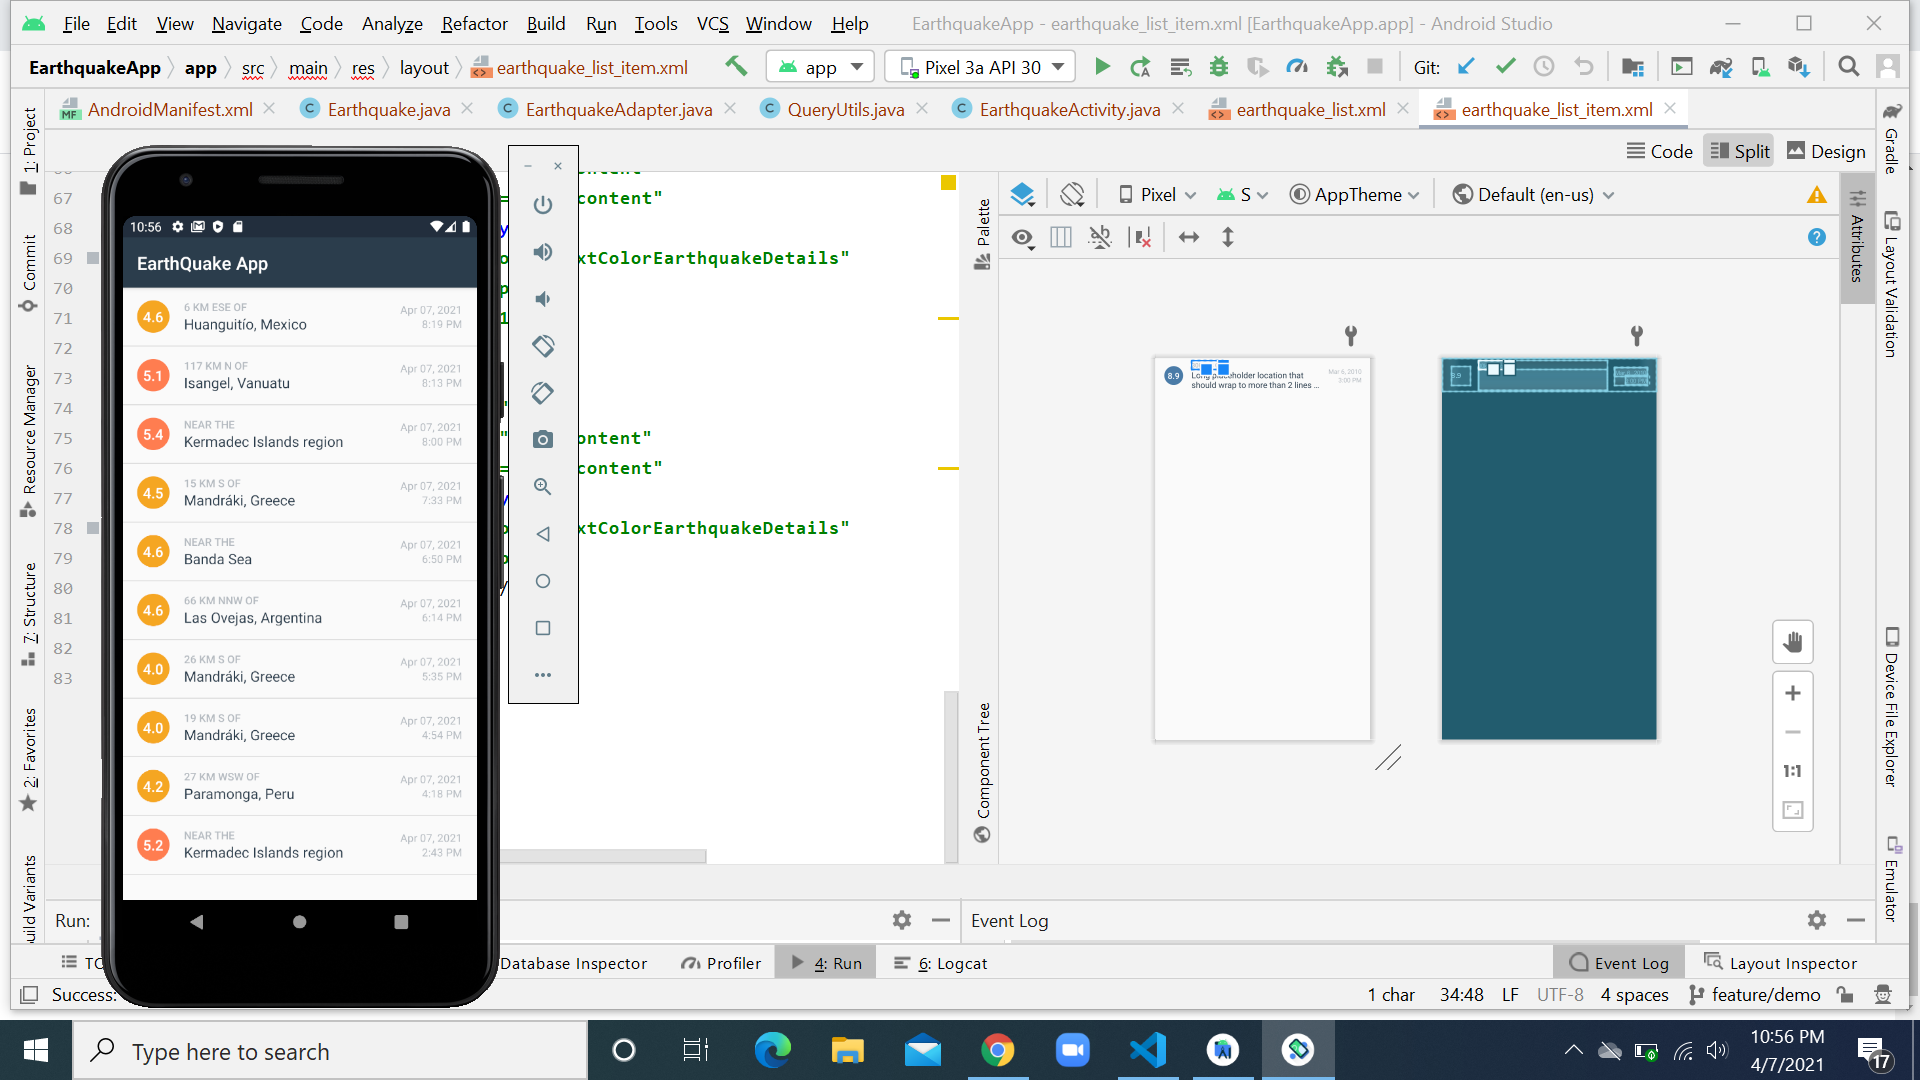 File Edit View Navigate Code Analyze Refactor Build Run Tools VCS Window Help EarthquakeApp - earthquake_list_item.xml [EarthquakeApp.app] - Android Studio
EarthquakeApp app src main res layout earthquake_list_item.xml app Pixel 3a API 30 Git:
AndroidManifest.xml Earthquake.java EarthquakeAdapter.java QueryUtils.java EarthquakeActivity.java earthquake_list.xml earthquake_list_item.xml
Code Split Design
1: Project
Commit
Resource Manager
7: Structure
2: Favorites
67
68
69
70
71
72
73
74
75
76
77
78
79
80
81
82
83
10:56
EarthQuake App
4.6
6 KM ESE OF
Huanguitío, Mexico
Apr 07, 2021
8:19 PM
5.1
117 KM N OF
Isangel, Vanuatu
Apr 07, 2021
8:13 PM
5.4
NEAR THE
Kermadec Islands region
Apr 07, 2021
8:00 PM
4.5
15 KM S OF
Mandráki, Greece
Apr 07, 2021
7:33 PM
4.6
NEAR THE
Banda Sea
Apr 07, 2021
6:50 PM
4.6
66 KM NNW OF
Las Ovejas, Argentina
Apr 07, 2021
6:14 PM
4.0
26 KM S OF
Mandráki, Greece
Apr 07, 2021
5:35 PM
4.0
19 KM S OF
Mandráki, Greece
Apr 07, 2021
4:54 PM
4.2
27 KM WSW OF
Paramonga, Peru
Apr 07, 2021
4:18 PM
5.2
NEAR THE
Kermadec Islands region
Apr 07, 2021
2:43 PM
content"
xtColorEarthquakeDetails"
ontent"
content"
xtColorEarthquakeDetails"
Palette
Component Tree
Pixel S AppTheme Default (en-us)
8.9
Long placeholder location that
should wrap to more than 2 lines ...
Mar 6, 2010
3:00 PM
1:1
Attributes
Gradle
Layout Validation
Device File Explorer
Emulator
Run:
Event Log
Database Inspector Profiler 4: Run 6: Logcat Event Log Layout Inspector
Success: 1 char 34:48 LF UTF-8 4 spaces feature/demo
Type here to search
10:56 PM
4/7/2021
17